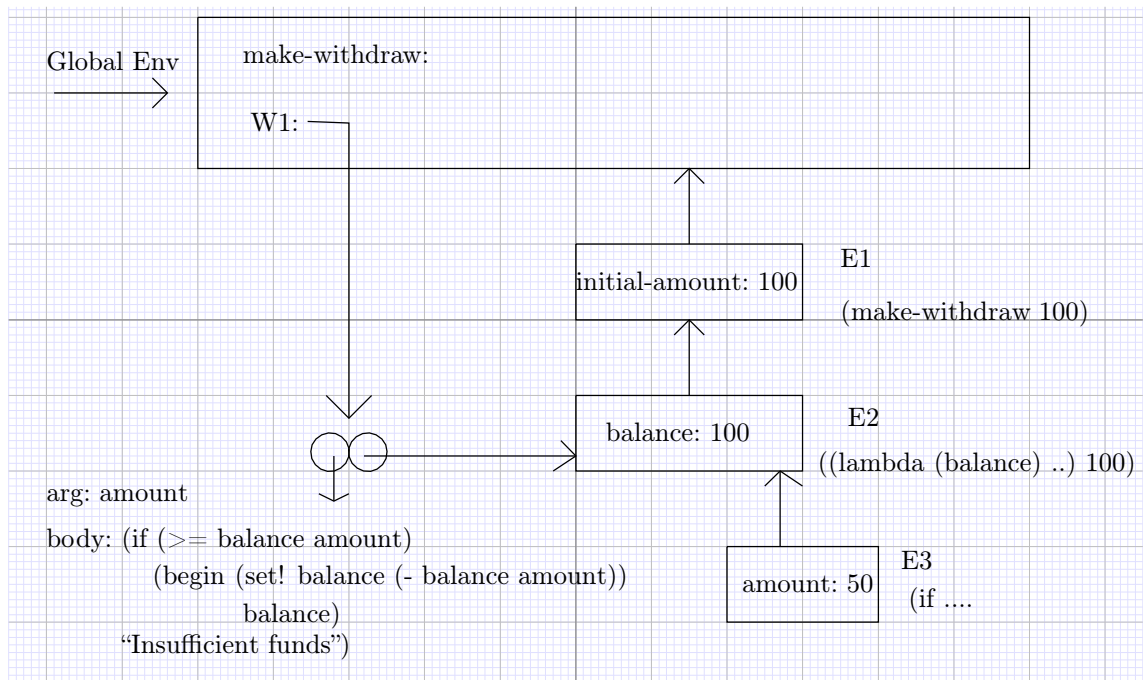 Global Env
make-withdraw:
W1:
initial-amount: 100
E1
(make-withdraw 100)
balance: 100
E2
((lambda (balance) ..) 100)
arg: amount
body: (if (>= balance amount)
(begin (set! balance (- balance amount))
balance)
“Insufficient funds”)
amount: 50
E3
(if ....